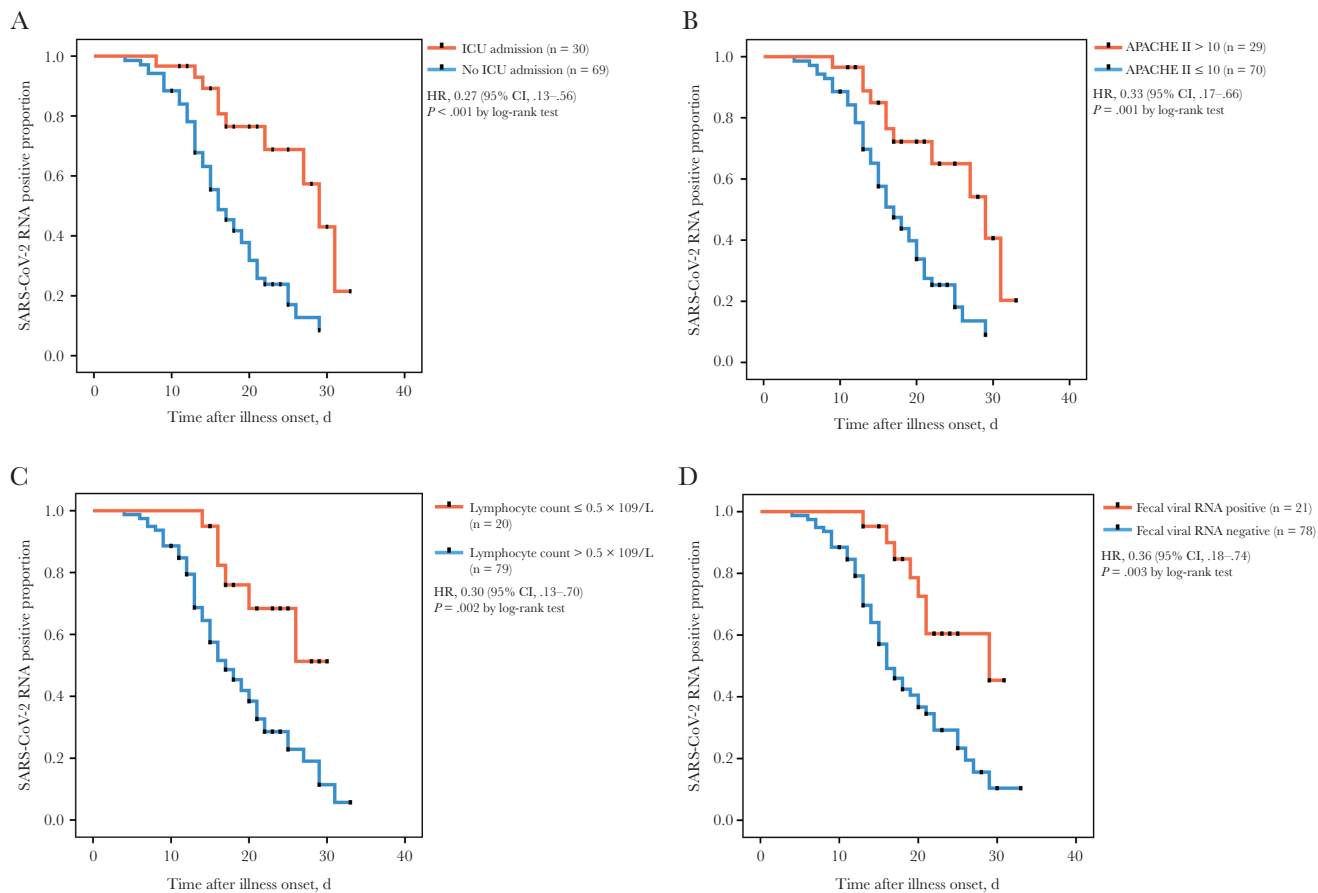 A
SARS-CoV-2 RNA positive proportion
1.0
0.8
0.6
0.4
0.2
0.0
0 10 20 30 40
Time after illness onset, d
ICU admission (n = 30)
No ICU admission (n = 69)
HR, 0.27 (95% CI, .13–.56)
P < .001 by log-rank test
B
SARS-CoV-2 RNA positive proportion
1.0
0.8
0.6
0.4
0.2
0.0
0 10 20 30 40
Time after illness onset, d
APACHE II > 10 (n = 29)
APACHE II ≤ 10 (n = 70)
HR, 0.33 (95% CI, .17–.66)
P = .001 by log-rank test
C
SARS-CoV-2 RNA positive proportion
1.0
0.8
0.6
0.4
0.2
0.0
0 10 20 30 40
Time after illness onset, d
Lymphocyte count ≤ 0.5 × 109/L
(n = 20)
Lymphocyte count > 0.5 × 109/L
(n = 79)
HR, 0.30 (95% CI, .13–.70)
P = .002 by log-rank test
D
SARS-CoV-2 RNA positive proportion
1.0
0.8
0.6
0.4
0.2
0.0
0 10 20 30 40
Time after illness onset, d
Fecal viral RNA positive (n = 21)
Fecal viral RNA negative (n = 78)
HR, 0.36 (95% CI, .18–.74)
P = .003 by log-rank test